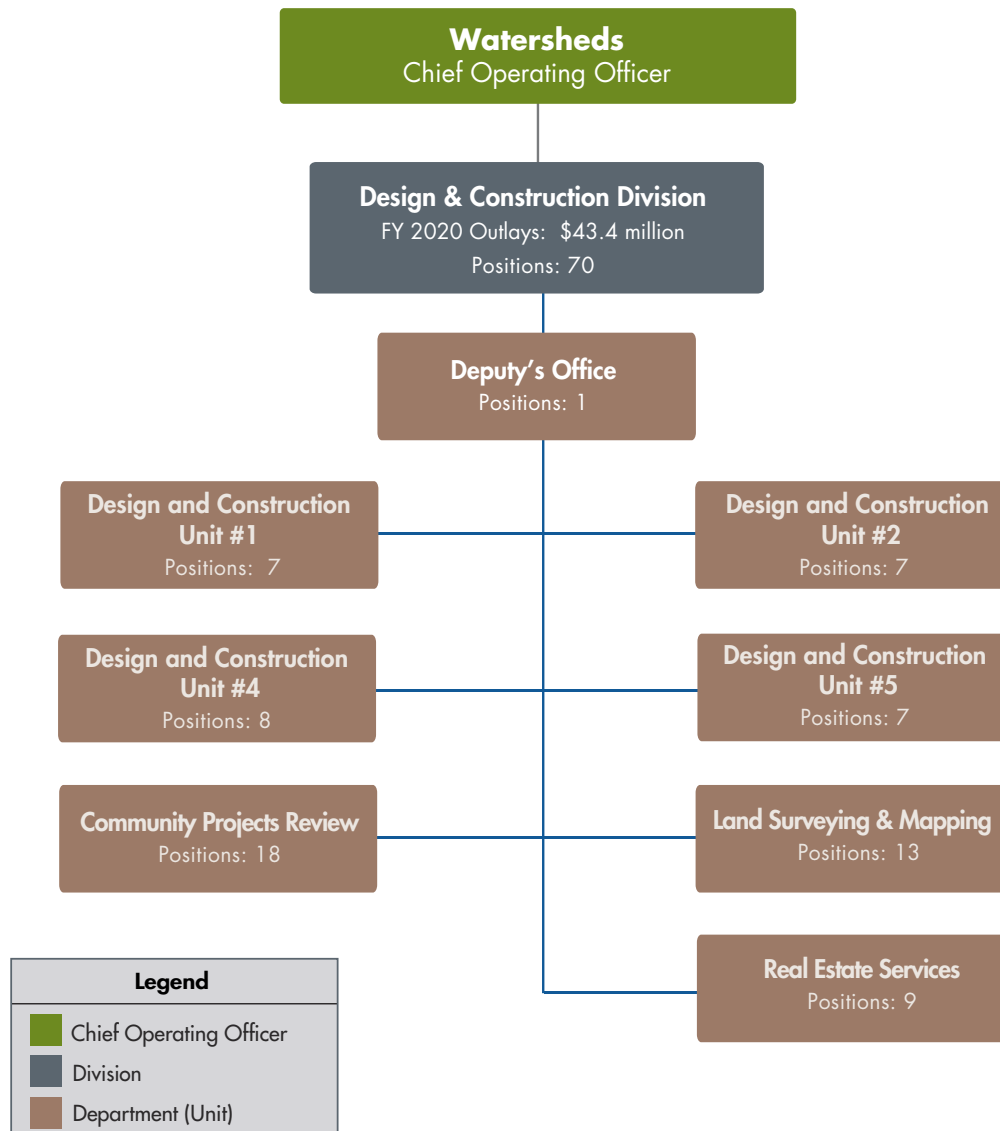 Watersheds
Chief Operating Officer
Design & Construction Division
FY 2020 Outlays: $43.4 million
Positions: 70
Deputy’s Office
Positions: 1
Design and Construction
Unit #1
Positions: 7
Design and Construction
Unit #2
Positions: 7
Design and Construction
Unit #4
Positions: 8
Design and Construction
Unit #5
Positions: 7
Community Projects Review
Positions: 18
Land Surveying & Mapping
Positions: 13
Real Estate Services
Positions: 9
Legend
Chief Operating Officer
Division
Department (Unit)